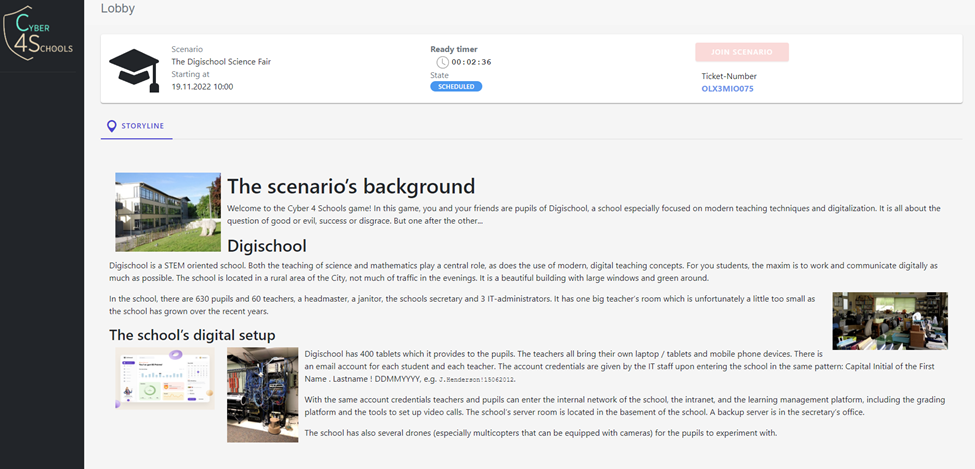 Lobby
CYBER
4SCHOOLS
Scenario
The Digischool Science Fair
Starting at
19.11.2022 10:00
Ready timer
00:02:36
State
SCHEDULED
JOIN SCENARIO
Ticket-Number
OLX3MIO075
STORYLINE
The scenario's background
Welcome to the Cyber 4 Schools game! In this game, you and your friends are pupils of Digischool, a school especially focused on modern teaching techniques and digitalization. It is all about the
question of good or evil, success or disgrace. But one after the other...
Digischool
Digischool is a STEM oriented school. Both the teaching of science and mathematics play a central role, as does the use of modern, digital teaching concepts. For you students, the maxim is to work and communicate digitally as
much as possible. The school is located in a rural area of the City, not much of traffic in the evenings. It is a beautiful building with large windows and green around.
In the school, there are 630 pupils and 60 teachers, a headmaster, a janitor, the schools secretary and 3 IT-administrators. It has one big teacher's room which is unfortunately a little too small as
the school has grown over the recent years.
The school's digital setup
Digischool has 400 tablets which it provides to the pupils. The teachers all bring their own laptop / tablets and mobile phone devices. There is
an email account for each student and each teacher. The account credentials are given by the IT staff upon entering the school in the same pattern: Capital Initial of the First
Name . Lastname ! DDMMYYYY, e.g. J.Henderson!15062012.
With the same account credentials teachers and pupils can enter the internal network of the school, the intranet, and the learning management platform, including the grading
platform and the tools to set up video calls. The school's server room is located in the basement of the school. A backup server is in the secretary's office.
The school has also several drones (especially multicopters that can be equipped with cameras) for the pupils to experiment with.